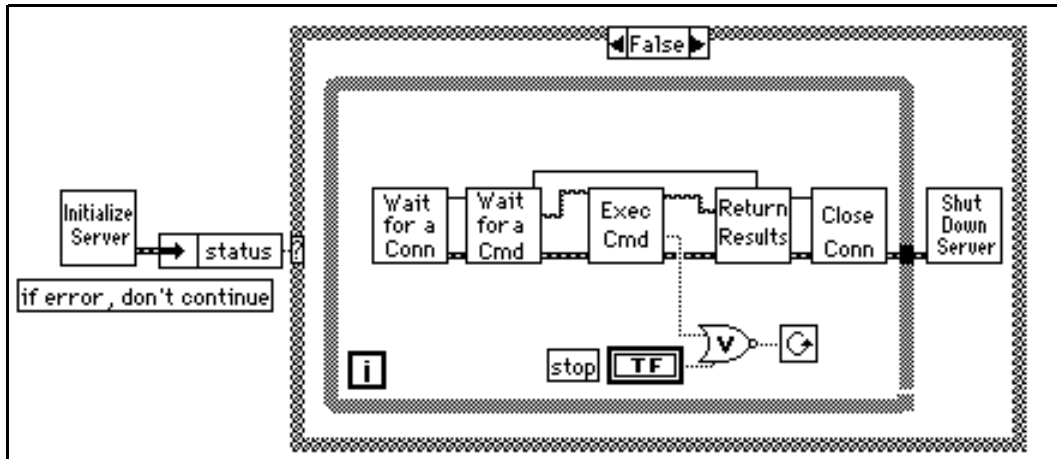 False
Initialize
Server
status
?
if error, don't continue
Wait
for a
Conn
Wait
for a
Cmd
Exec
Cmd
Return
Results
Close
Conn
Shut
Down
Server
stop
TF
V
i